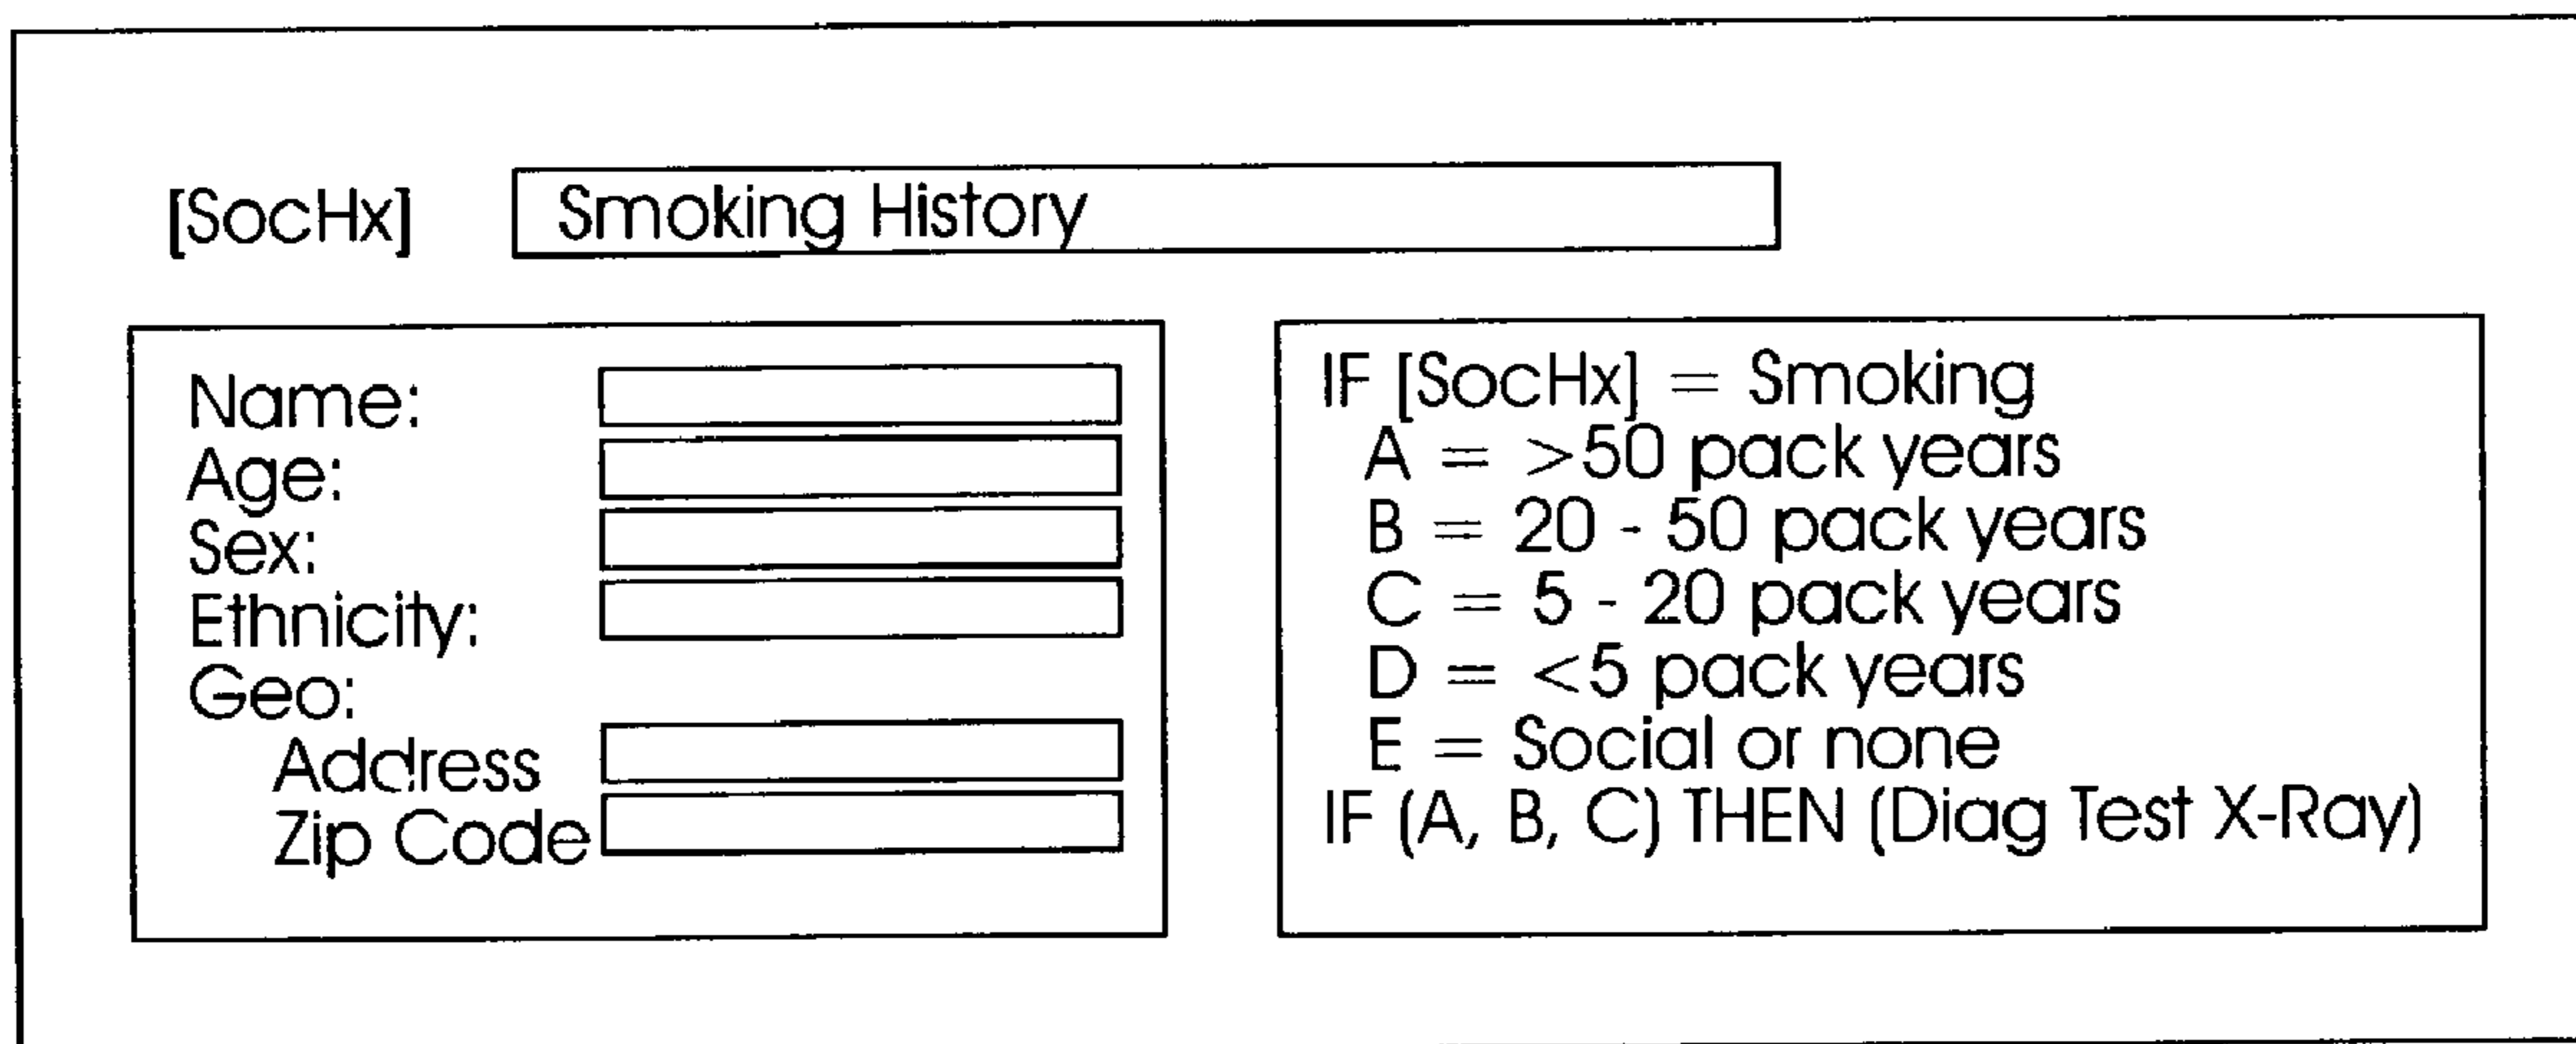 [SocHx] Smoking History
Name:
Age:
Sex:
Ethnicity:
Geo:
Address
Zip Code
IF [SocHx] = Smoking
A = >50 pack years
B = 20 - 50 pack years
C = 5 - 20 pack years
D = <5 pack years
E = Social or none
IF (A, B, C) THEN (Diag Test X-Ray)